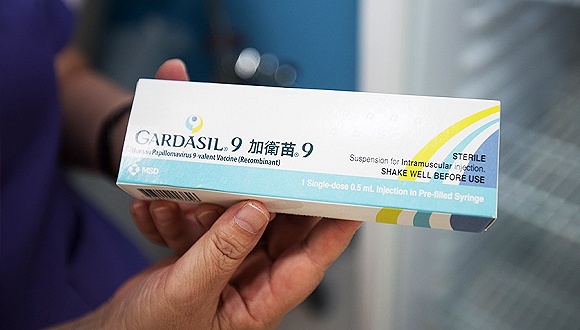 GARDASIL® 9 加衛苗®9
Human Papillomavirus 9-valent Vaccine (Recombinant)
STERILE
Suspension for Intramuscular injection.
SHAKE WELL BEFORE USE
MSD
1 Single-dose 0.5 mL Injection in Pre-filled Syringe